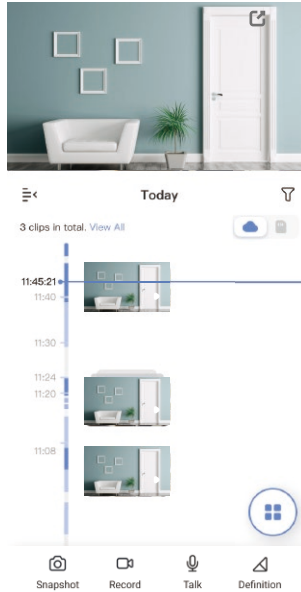 Today
3 clips in total. View All
11:45:21
11:40
11:30
11:24
11:20
11:08
Snapshot Record Talk Definition